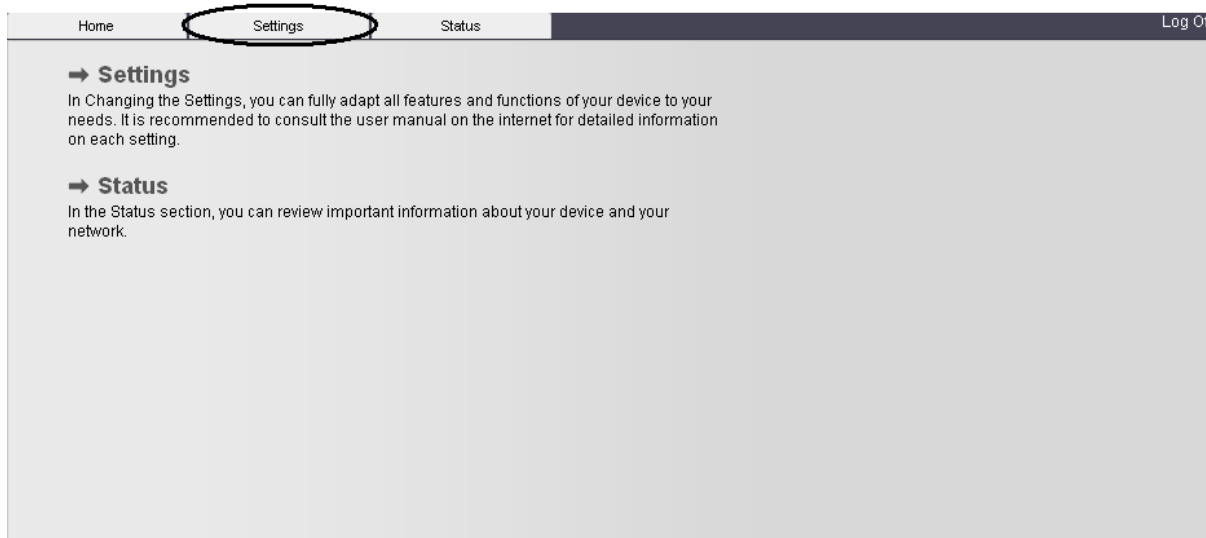 Home Settings Status Log Of
➡ Settings
In Changing the Settings, you can fully adapt all features and functions of your device to your
needs. It is recommended to consult the user manual on the internet for detailed information
on each setting.
➡ Status
In the Status section, you can review important information about your device and your
network.